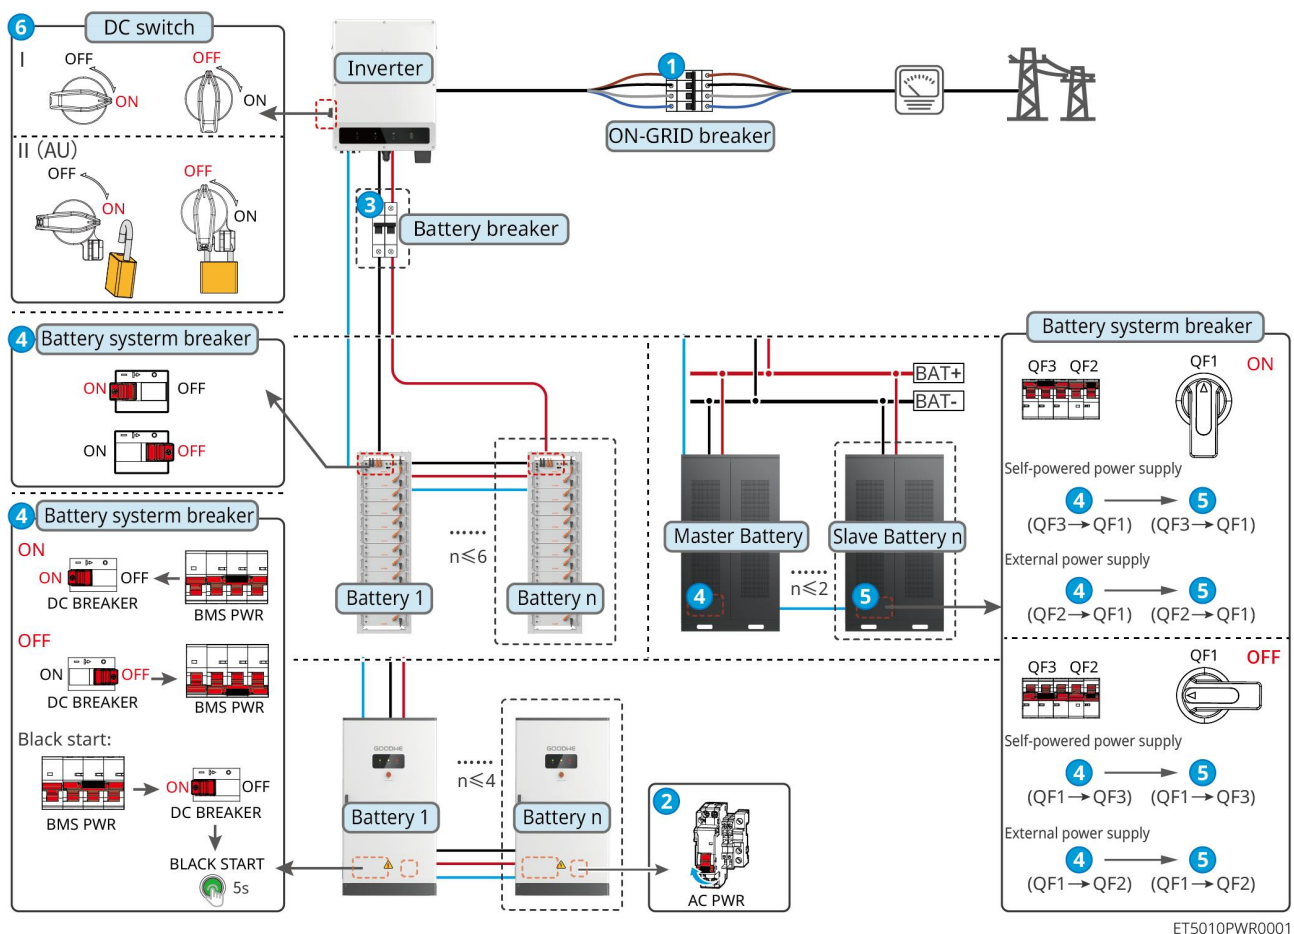 6
DC switch
I
OFF
ON
OFF
ON
II (AU)
OFF
ON
OFF
ON
Inverter
1
ON-GRID breaker
3
Battery breaker
4
Battery systerm breaker
ON
OFF
ON
OFF
4
Battery systerm breaker
ON
ON
OFF
DC BREAKER
BMS PWR
OFF
ON
OFF
DC BREAKER
BMS PWR
Black start:
BMS PWR
ON
OFF
DC BREAKER
BLACK START
5s
n≤6
Battery 1
Battery n
BAT+
BAT-
Master Battery
Slave Battery n
n≤2
4
5
GOODWE
GOODWE
n≤4
Battery 1
Battery n
2
AC PWR
Battery systerm breaker
QF3 QF2
QF1
ON
Self-powered power supply
4 → 5
(QF3→QF1) (QF3→QF1)
External power supply
4 → 5
(QF2→QF1) (QF2→QF1)
QF3 QF2
QF1
OFF
Self-powered power supply
4 → 5
(QF1→QF3) (QF1→QF3)
External power supply
4 → 5
(QF1→QF2) (QF1→QF2)
ET5010PWR0001